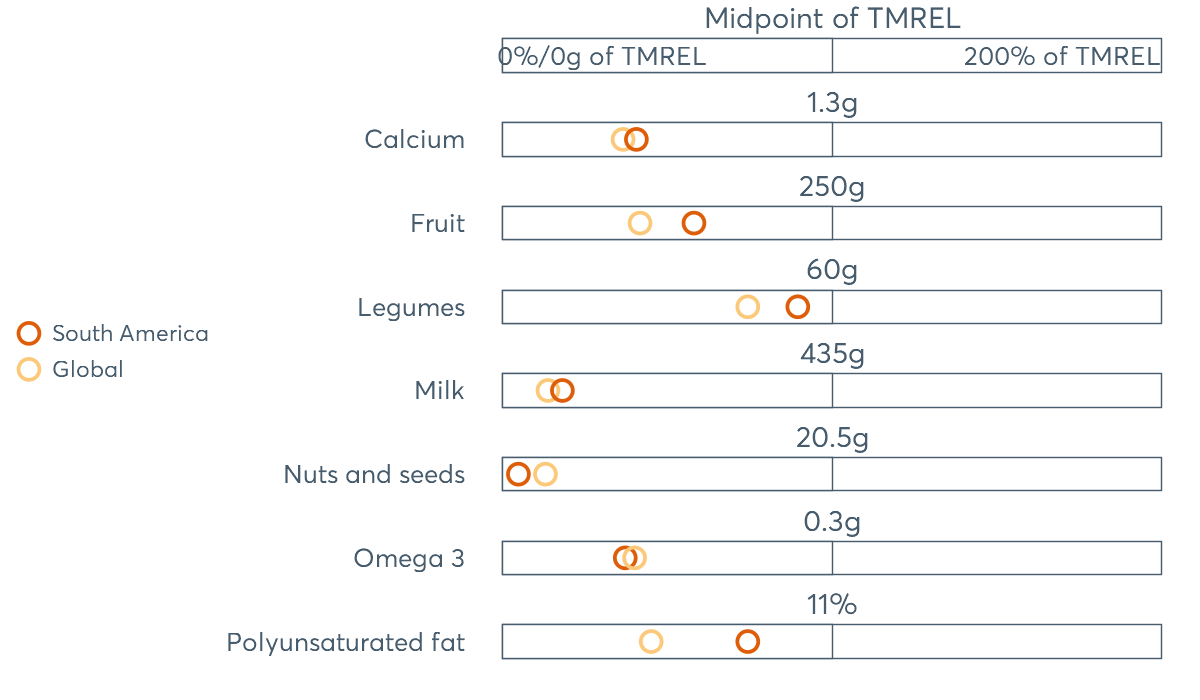 Midpoint of TMREL
0%/0g of TMREL 200% of TMREL
1.3g
Calcium
250g
Fruit
60g
Legumes
South America
435g
Global
Milk
20.5g
Nuts and seeds
0.3g
Omega 3
11%
Polyunsaturated fat